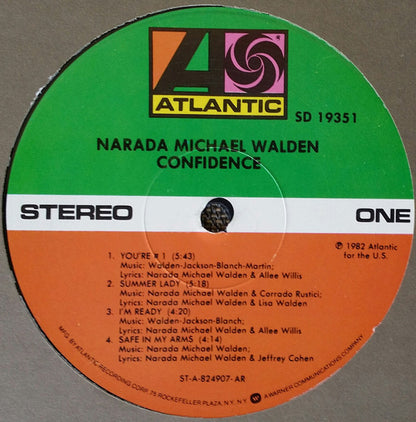 ATLANTIC
SD 19351
NARADA MICHAEL WALDEN
CONFIDENCE
STEREO
ONE
℗ 1982 Atlantic
for the U.S.
1. YOU'RE # 1 (5:43)
Music: Walden-Jackson-Blanch-Martin;
Lyrics: Narada Michael Walden & Allee Willis
2. SUMMER LADY (5:18)
Music: Narada Michael Walden & Corrado Rustici;
Lyrics: Narada Michael Walden & Lisa Walden
3. I'M READY (4:20)
Music: Walden-Jackson-Blanch;
Lyrics: Narada Michael Walden & Allee Willis
4. SAFE IN MY ARMS (4:14)
Music: Narada Michael Walden;
Lyrics: Narada Michael Walden & Jeffrey Cohen
ST-A-824907-AR
MFG. BY ATLANTIC RECORDING CORP. 75 ROCKEFELLER PLAZA, N.Y., N.Y. A WARNER COMMUNICATIONS COMPANY